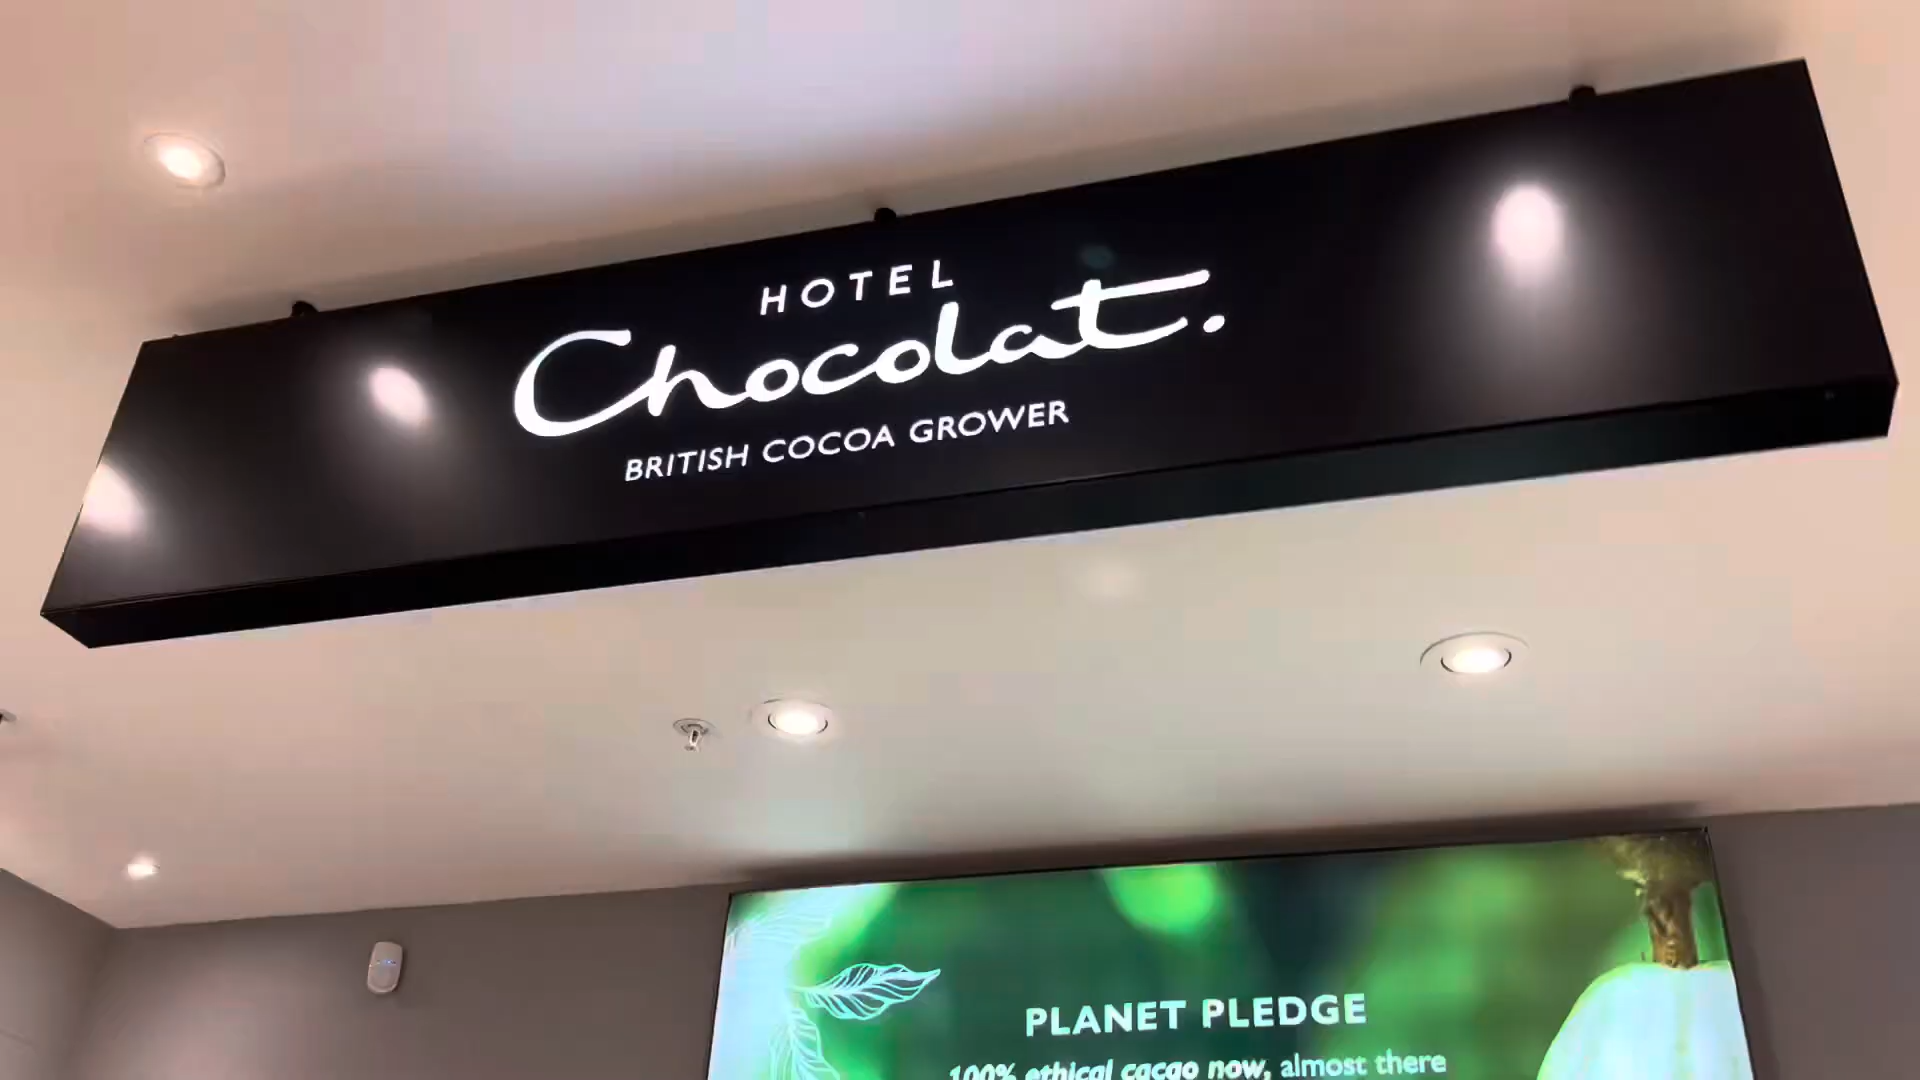 HOTEL
Chocolat.
BRITISH COCOA GROWER
PLANET PLEDGE
100% ethical cacao now, almost there